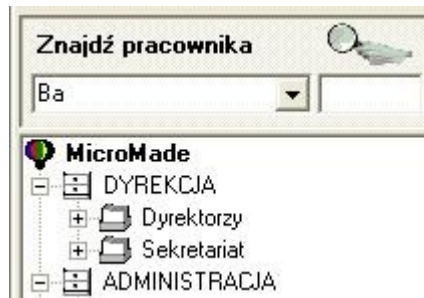 Znajdź pracownika
Ba
MicroMade
DYREKCJA
Dyrektorzy
Sekretariat
ADMINISTRACJA